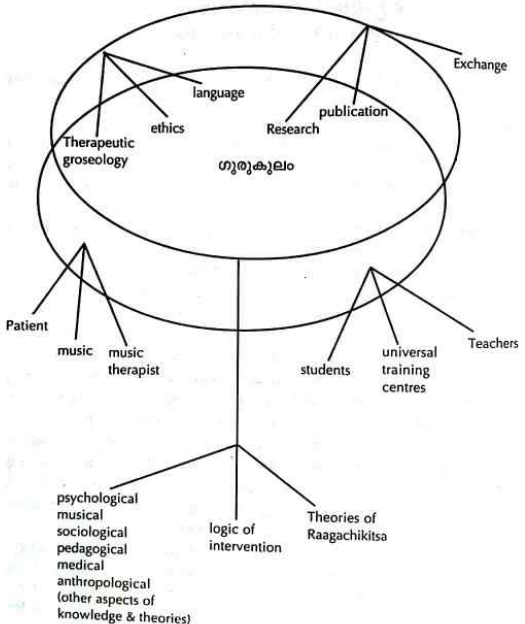 Exchange
language
publication
ethics
Research
Therapeutic
groseology
ഗുരുകുലം
Patient
music
music
therapist
students
universal
training
centres
Teachers
psychological
musical
sociological
pedagogical
medical
anthropological
(other aspects of
knowledge & theories)
logic of
intervention
Theories of
Raagachikitsa